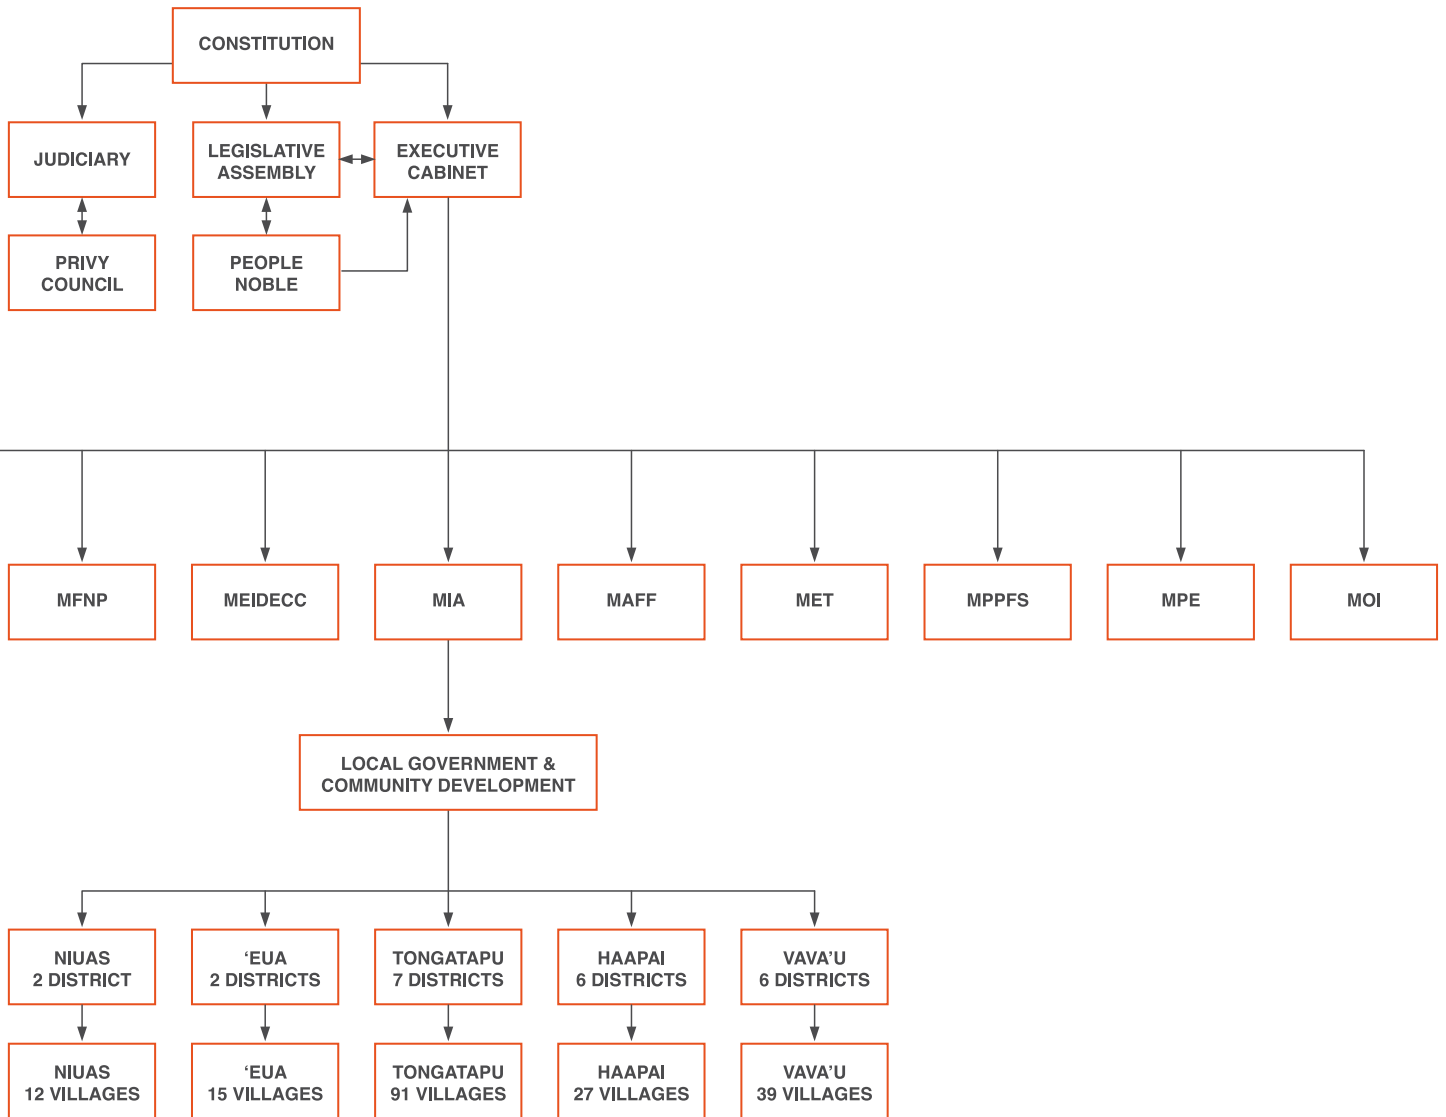 CONSTITUTION
JUDICIARY
LEGISLATIVE
ASSEMBLY
EXECUTIVE
CABINET
PRIVY
COUNCIL
PEOPLE
NOBLE
MFNP
MEIDECC
MIA
MAFF
MET
MPPFS
MPE
MOI
LOCAL GOVERNMENT &
COMMUNITY DEVELOPMENT
NIUAS
2 DISTRICT
‘EUA
2 DISTRICTS
TONGATAPU
7 DISTRICTS
HAAPAI
6 DISTRICTS
VAVA’U
6 DISTRICTS
NIUAS
12 VILLAGES
‘EUA
15 VILLAGES
TONGATAPU
91 VILLAGES
HAAPAI
27 VILLAGES
VAVA’U
39 VILLAGES